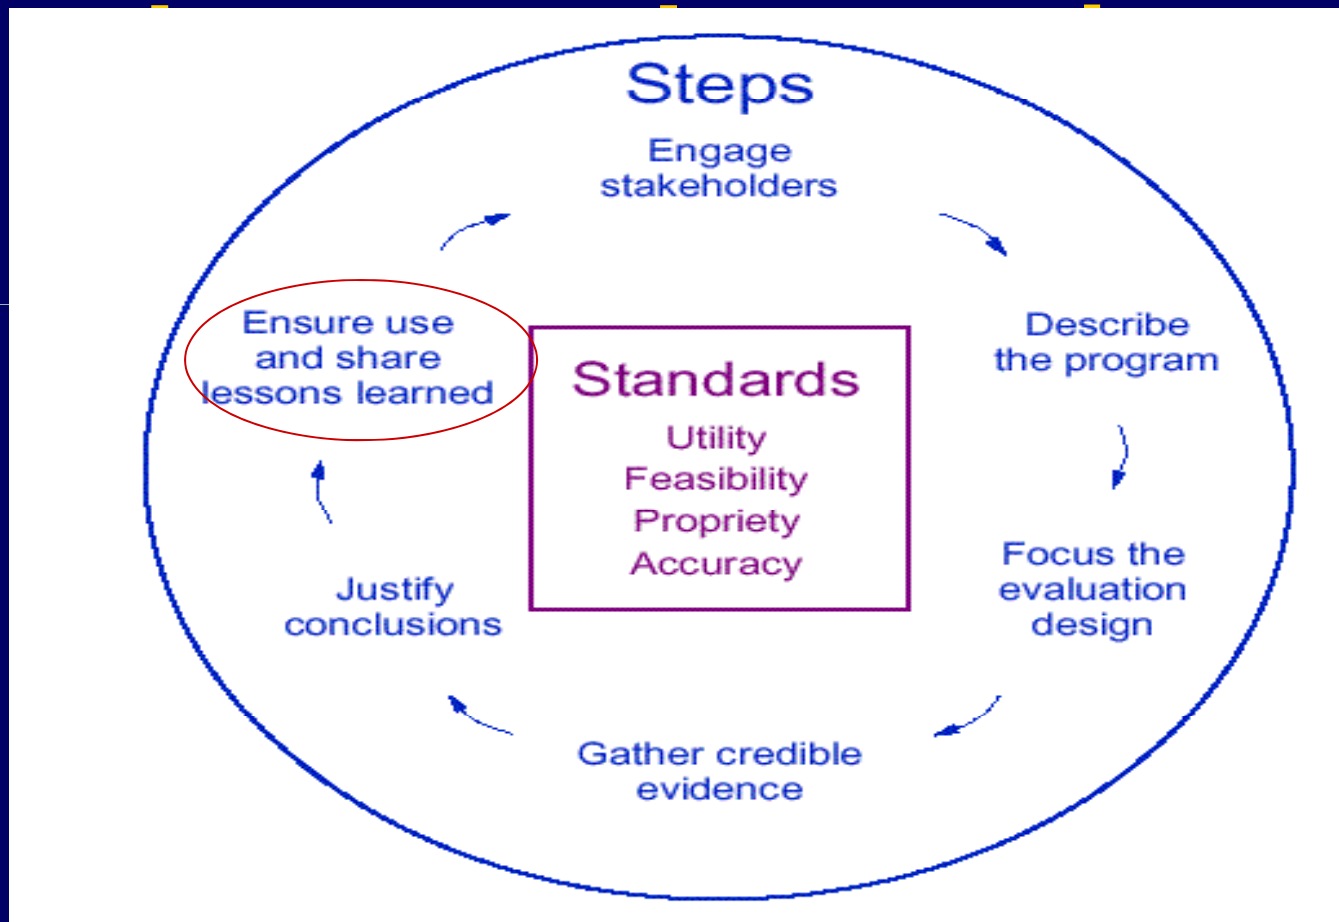 Steps
Engage
stakeholders
Describe
the program
Focus the
evaluation
design
Gather credible
evidence
Justify
conclusions
Ensure use
and share
lessons learned
Standards
Utility
Feasibility
Propriety
Accuracy